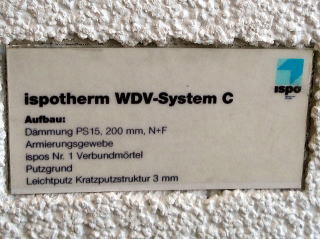 ispo
ispotherm WDV-System C
Aufbau:
Dämmung PS15, 200 mm, N+F
Armierungsgewebe
ispos Nr. 1 Verbundmörtel
Putzgrund
Leichtputz Kratzputzstruktur 3 mm